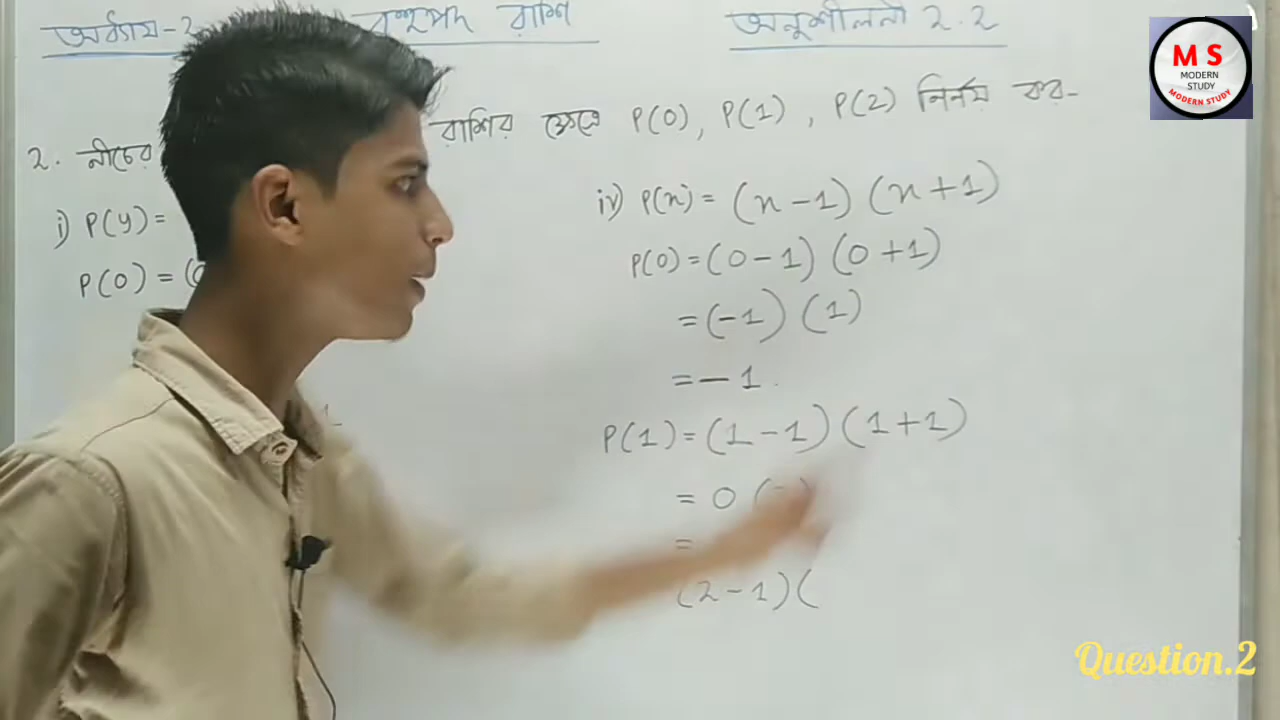 অধ্যায়-2 বহুপদ রাশি অনুশীলনী 2.2
2. নীচের রাশির ক্ষেত্রে P(0), P(1), P(2) নির্নয় কর-
i) P(y)=
P(0) = (
iv) P(x) = (x-1) (x+1)
P(0) = (0-1) (0+1)
= (-1) (1)
= -1.
P(1) = (1-1) (1+1)
= 0 (
=
(2-1)(
M S
MODERN
STUDY
MODERN STUDY
Question.2